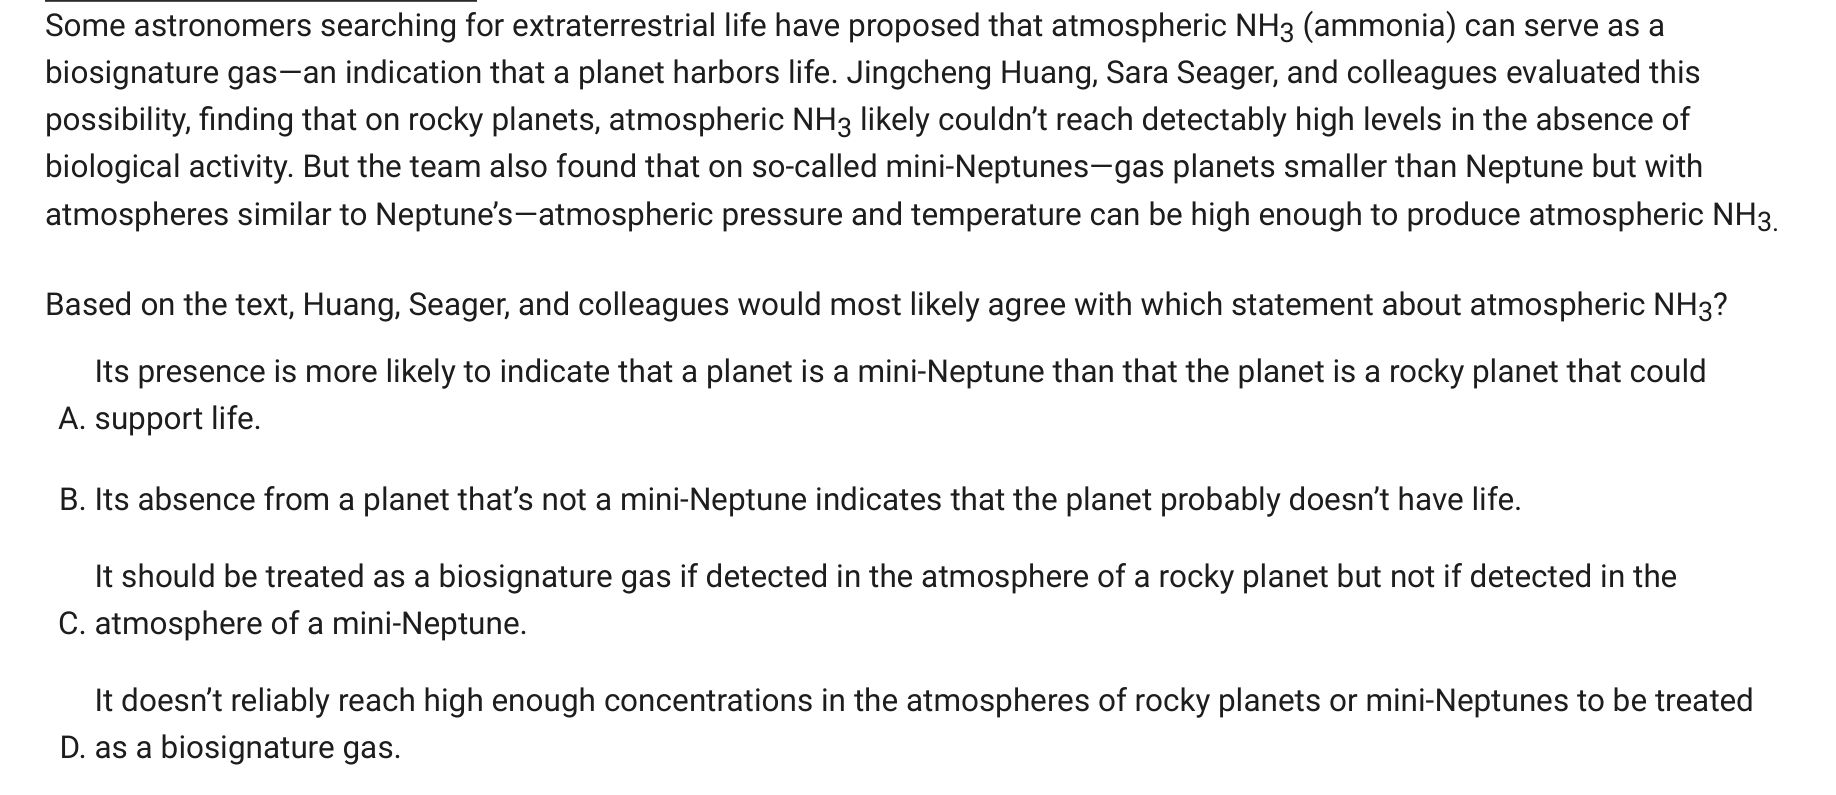 Some astronomers searching for extraterrestrial life have proposed that atmospheric NH3 (ammonia) can serve as a
biosignature gas—an indication that a planet harbors life. Jingcheng Huang, Sara Seager, and colleagues evaluated this
possibility, finding that on rocky planets, atmospheric NH3 likely couldn’t reach detectably high levels in the absence of
biological activity. But the team also found that on so-called mini-Neptunes—gas planets smaller than Neptune but with
atmospheres similar to Neptune’s—atmospheric pressure and temperature can be high enough to produce atmospheric NH3.
Based on the text, Huang, Seager, and colleagues would most likely agree with which statement about atmospheric NH3?
Its presence is more likely to indicate that a planet is a mini-Neptune than that the planet is a rocky planet that could
A. support life.
B. Its absence from a planet that’s not a mini-Neptune indicates that the planet probably doesn’t have life.
It should be treated as a biosignature gas if detected in the atmosphere of a rocky planet but not if detected in the
C. atmosphere of a mini-Neptune.
It doesn’t reliably reach high enough concentrations in the atmospheres of rocky planets or mini-Neptunes to be treated
D. as a biosignature gas.